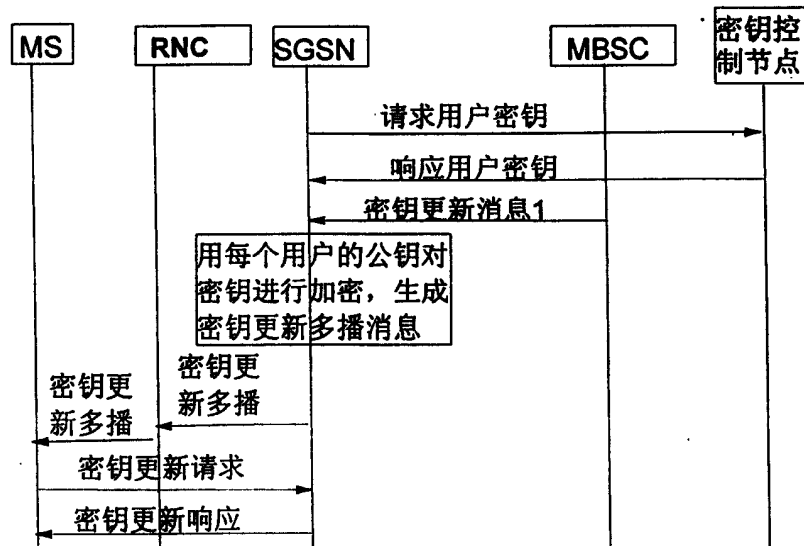 MS
RNC
SGSN
MBSC
密钥控
制节点
请求用户密钥
响应用户密钥
密钥更新消息1
用每个用户的公钥对
密钥进行加密，生成
密钥更新多播消息
密钥更
新多播
密钥更
新多播
密钥更新请求
密钥更新响应